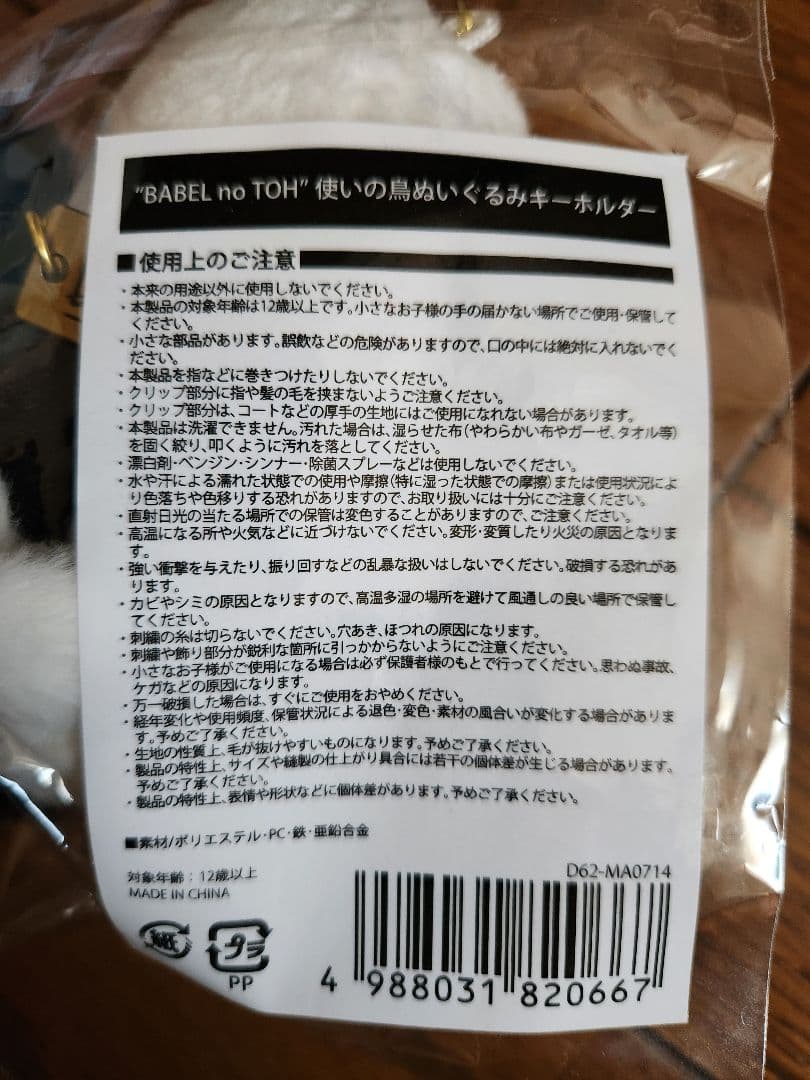 "BABEL no TOH" 使いの鳥ぬいぐるみキーホルダー
■使用上のご注意
・本来の用途以外に使用しないでください。
・本製品の対象年齢は12歳以上です。小さなお子様の手の届かない場所でご使用・保管して
ください。
・小さな部品があります。誤飲などの危険がありますので、口の中には絶対に入れないでく
ださい。
・本製品を指などに巻きつけたりしないでください。
・クリップ部分に指や髪の毛を挟まないようご注意ください。
・クリップ部分は、コートなどの厚手の生地にはご使用になれない場合があります。
・本製品は洗濯できません。汚れた場合は、湿らせた布(やわらかい布やガーゼ、タオル等)
を固く絞り、叩くように汚れを落としてください。
・漂白剤・ベンジン・シンナー・除菌スプレーなどは使用しないでください。
・水や汗による濡れた状態での使用や摩擦(特に湿った状態での摩擦)または使用状況によ
り色落ちや色移りする恐れがありますので、お取り扱いには十分にご注意ください。
・直射日光の当たる場所での保管は変色することがありますので、ご注意ください。
・高温になる所や火気などに近づけないでください。変形・変質したり火災の原因となりま
す。
・強い衝撃を与えたり、振り回すなどの乱暴な扱いはしないでください。破損する恐れがあ
ります。
・カビやシミの原因となりますので、高温多湿の場所を避けて風通しの良い場所で保管し
てください。
・刺繍の糸は切らないでください。穴あき、ほつれの原因になります。
・刺繍や飾り部分が鋭利な箇所に引っかからないようにご注意ください。
・小さなお子様がご使用になる場合は必ず保護者様のもとで行ってください。思わぬ事故、
ケガなどの原因になります。
・万一破損した場合は、すぐにご使用をおやめください。
・経年変化や使用頻度、保管状況による退色・変色・素材の風合いが変化する場合がありま
す。予めご了承ください。
・生地の性質上、毛が抜けやすいものになります。予めご了承ください。
・製品の特性上、サイズや縫製の仕上がり具合には若干の個体差が生じる場合があります。
予めご了承ください。
・製品の特性上、表情や形状などに個体差があります。予めご了承ください。
■素材/ポリエステル・PC・鉄・亜鉛合金
対象年齢：12歳以上
MADE IN CHINA
D62-MA0714
プラ
PP
4 988031 820667